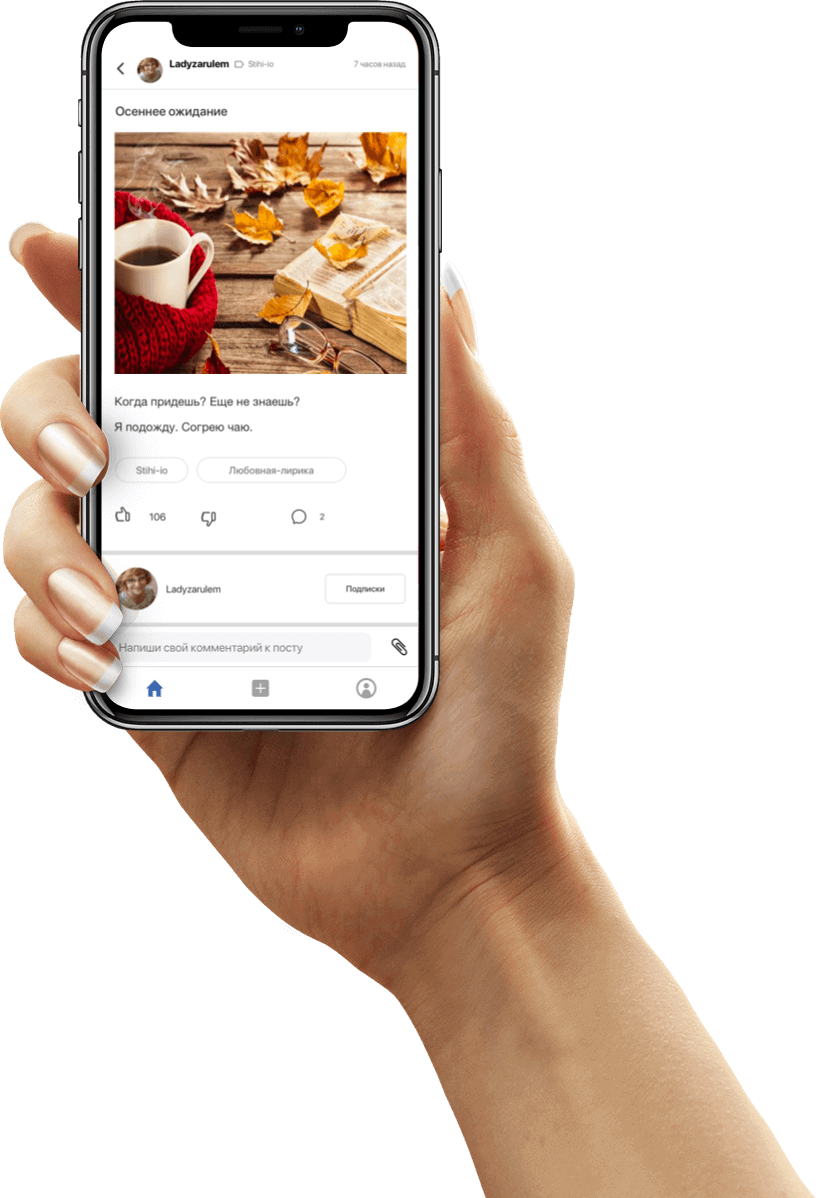 Ladyzarulem Stihi-io 7 часов назад
Осеннее ожидание
Когда придешь? Еще не знаешь?
Я подожду. Согрею чаю.
Stihi-io Любовная-лирика
106 2
Ladyzarulem Подписки
Напиши свой комментарий к посту